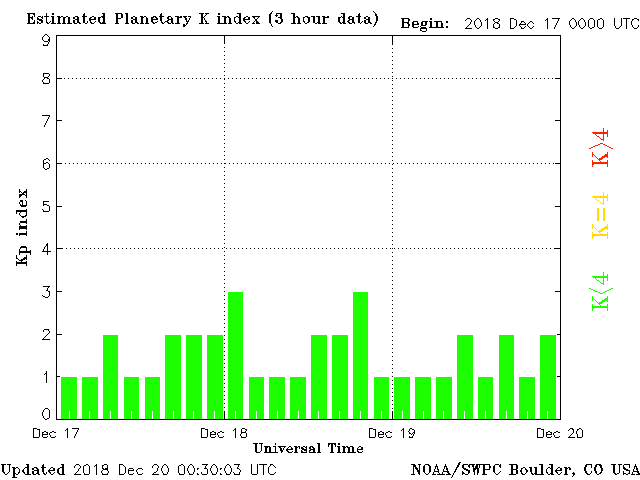 Estimated Planetary K index (3 hour data) Begin: 2018 Dec 17 0000 UTC
9
8
7
6
5
4
3
2
1
0
Kp index
K>4
K=4
K<4
Dec 17 Dec 18 Dec 19 Dec 20
Universal Time
Updated 2018 Dec 20 00:30:03 UTC NOAA/SWPC Boulder, CO USA